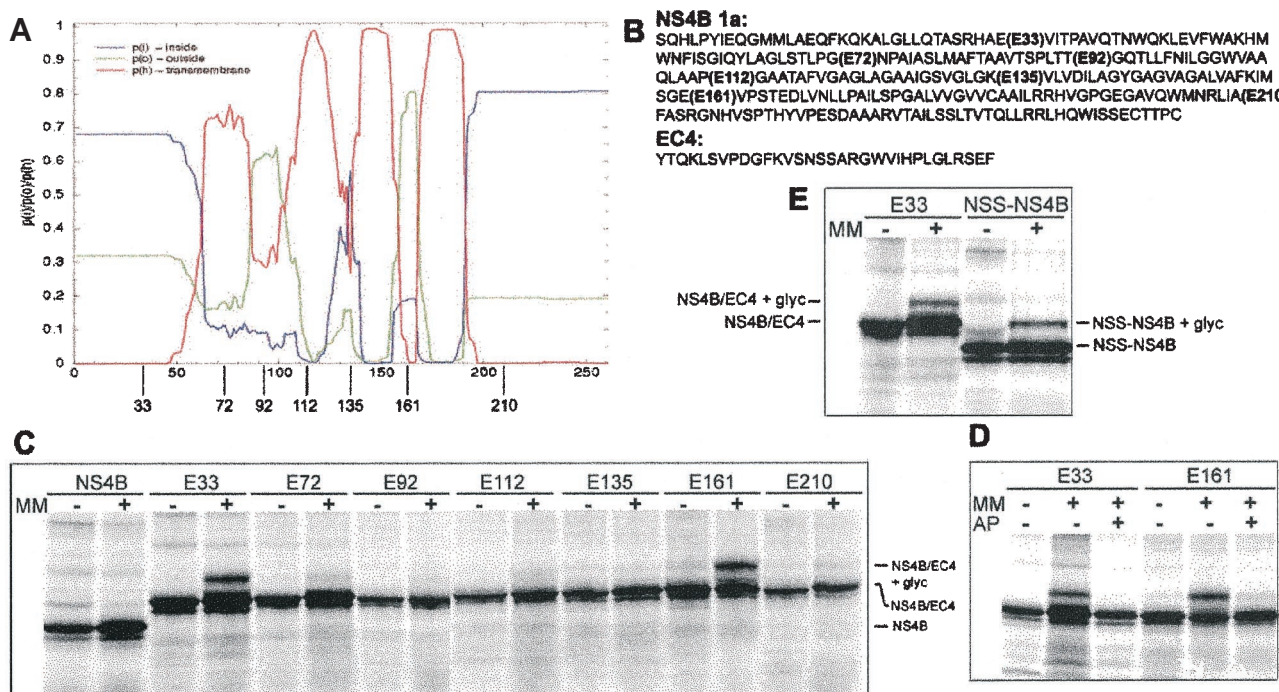 A
p(i) – inside
p(o) – outside
p(h) – transmembrane
p(i)/p(o)/p(h)
1
0.9
0.8
0.7
0.6
0.5
0.4
0.3
0.2
0.1
0
0 50 100 150 200 250
33 72 92 112 135 161 210
B
NS4B 1a:
SQHLPYIEQGMMLAEQFKQKALGLLQTASRHAE(E33)VITPAVQTNWQKLEVFWAKHM
WNFISGIQYLAGLSTLPG(E72)NPAIASLMAFTAAVTSPLTT(E92)GQTLLFNILGGWVAA
QLAAP(E112)GAATAFVGAGLAGAAIGSVGLGK(E135)VLVDILAGYGAGVAGALVAFKIM
SGE(E161)VPSTEDLVNLLPAILSPGALVVGVVCAAILRRHVGPGEGAVQWMNRLIA(E210
FASRGNHVSPTHYVPESDAAARVTAILSSLTVTQLLRRLHQWISSECTTPC
EC4:
YTQKLSVPDGFKVSNSSARGWVIHPLGLRSEF
E
E33 NSS-NS4B
MM - + - +
NS4B/EC4 + glyc
NS4B/EC4
NSS-NS4B + glyc
NSS-NS4B
C
NS4B E33 E72 E92 E112 E135 E161 E210
MM - + - + - + - + - + - + - + - +
NS4B/EC4
+ glyc
NS4B/EC4
NS4B
D
E33 E161
MM - + + - + +
AP - - + - - +